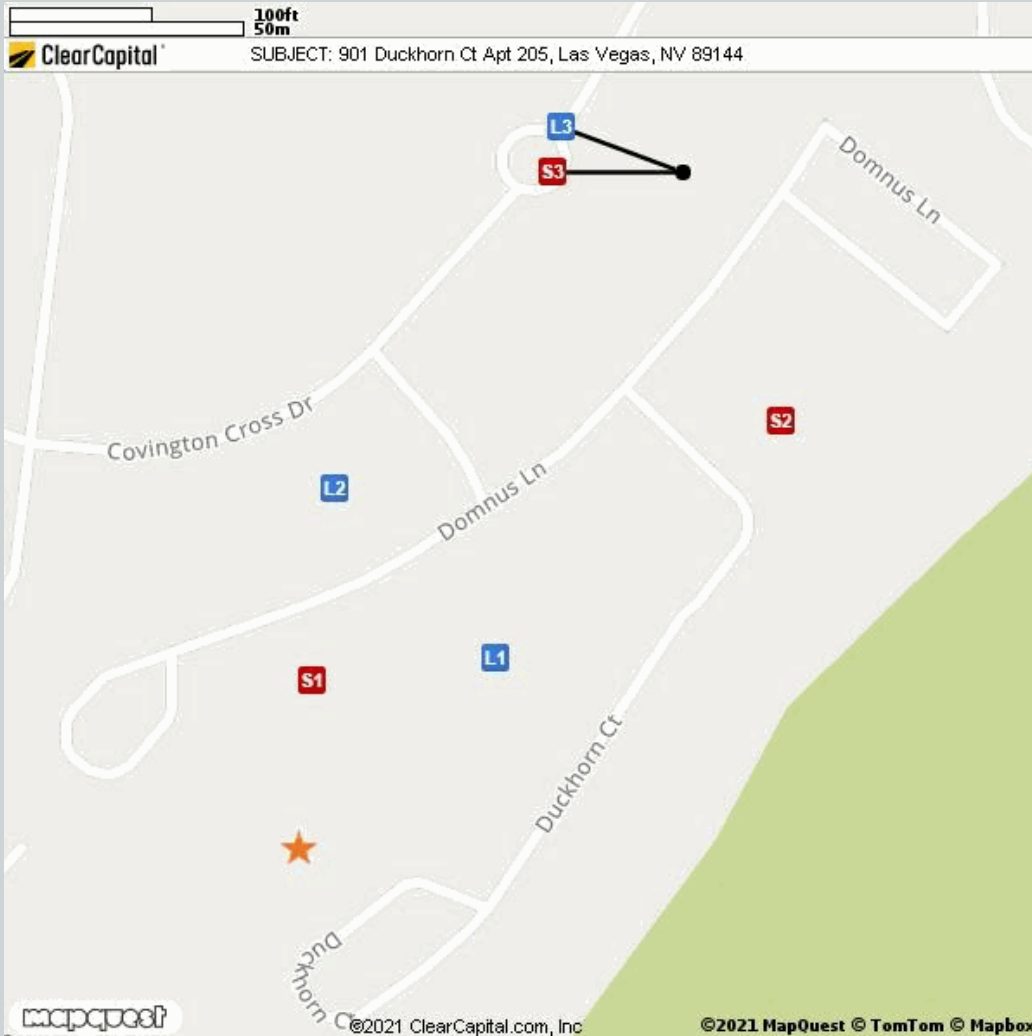 100ft
50m
ClearCapital
SUBJECT: 901 Duckhorn Ct Apt 205, Las Vegas, NV 89144
L3
S3
Domnus Ln
Covington Cross Dr
S2
L2
Domnus Ln
L1
S1
Duckhorn Ct
Duckhorn Ct
mapquest
©2021 ClearCapital.com, Inc
©2021 MapQuest © TomTom © Mapbox